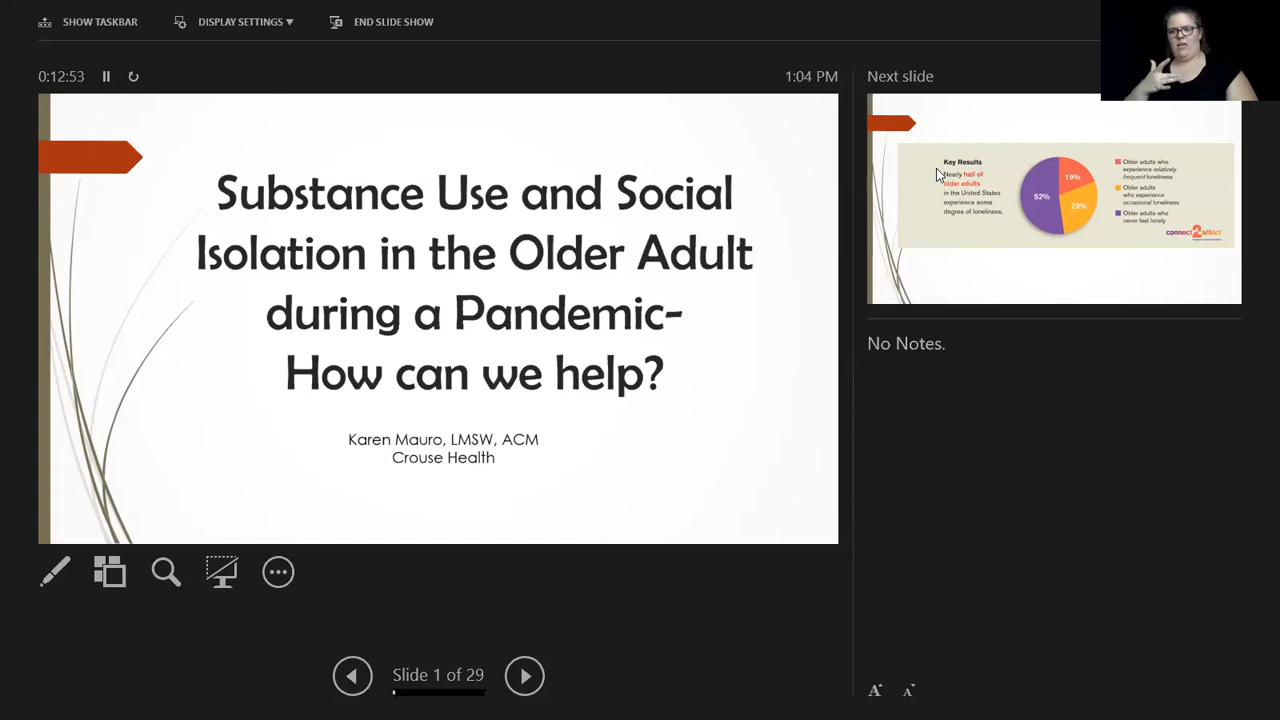 SHOW TASKBAR
DISPLAY SETTINGS ▼
END SLIDE SHOW
0:12:53
1:04 PM
Substance Use and Social
Isolation in the Older Adult
during a Pandemic-
How can we help?
Karen Mauro, LMSW, ACM
Crouse Health
Slide 1 of 29
Next slide
Key Results
Nearly half of
older adults
in the United States
experience some
degree of loneliness.
52%
19%
29%
Older adults who
experience relatively
frequent loneliness
Older adults
who experience
occasional loneliness
Older adults who
never feel lonely
connect2affect
No Notes.
A
A